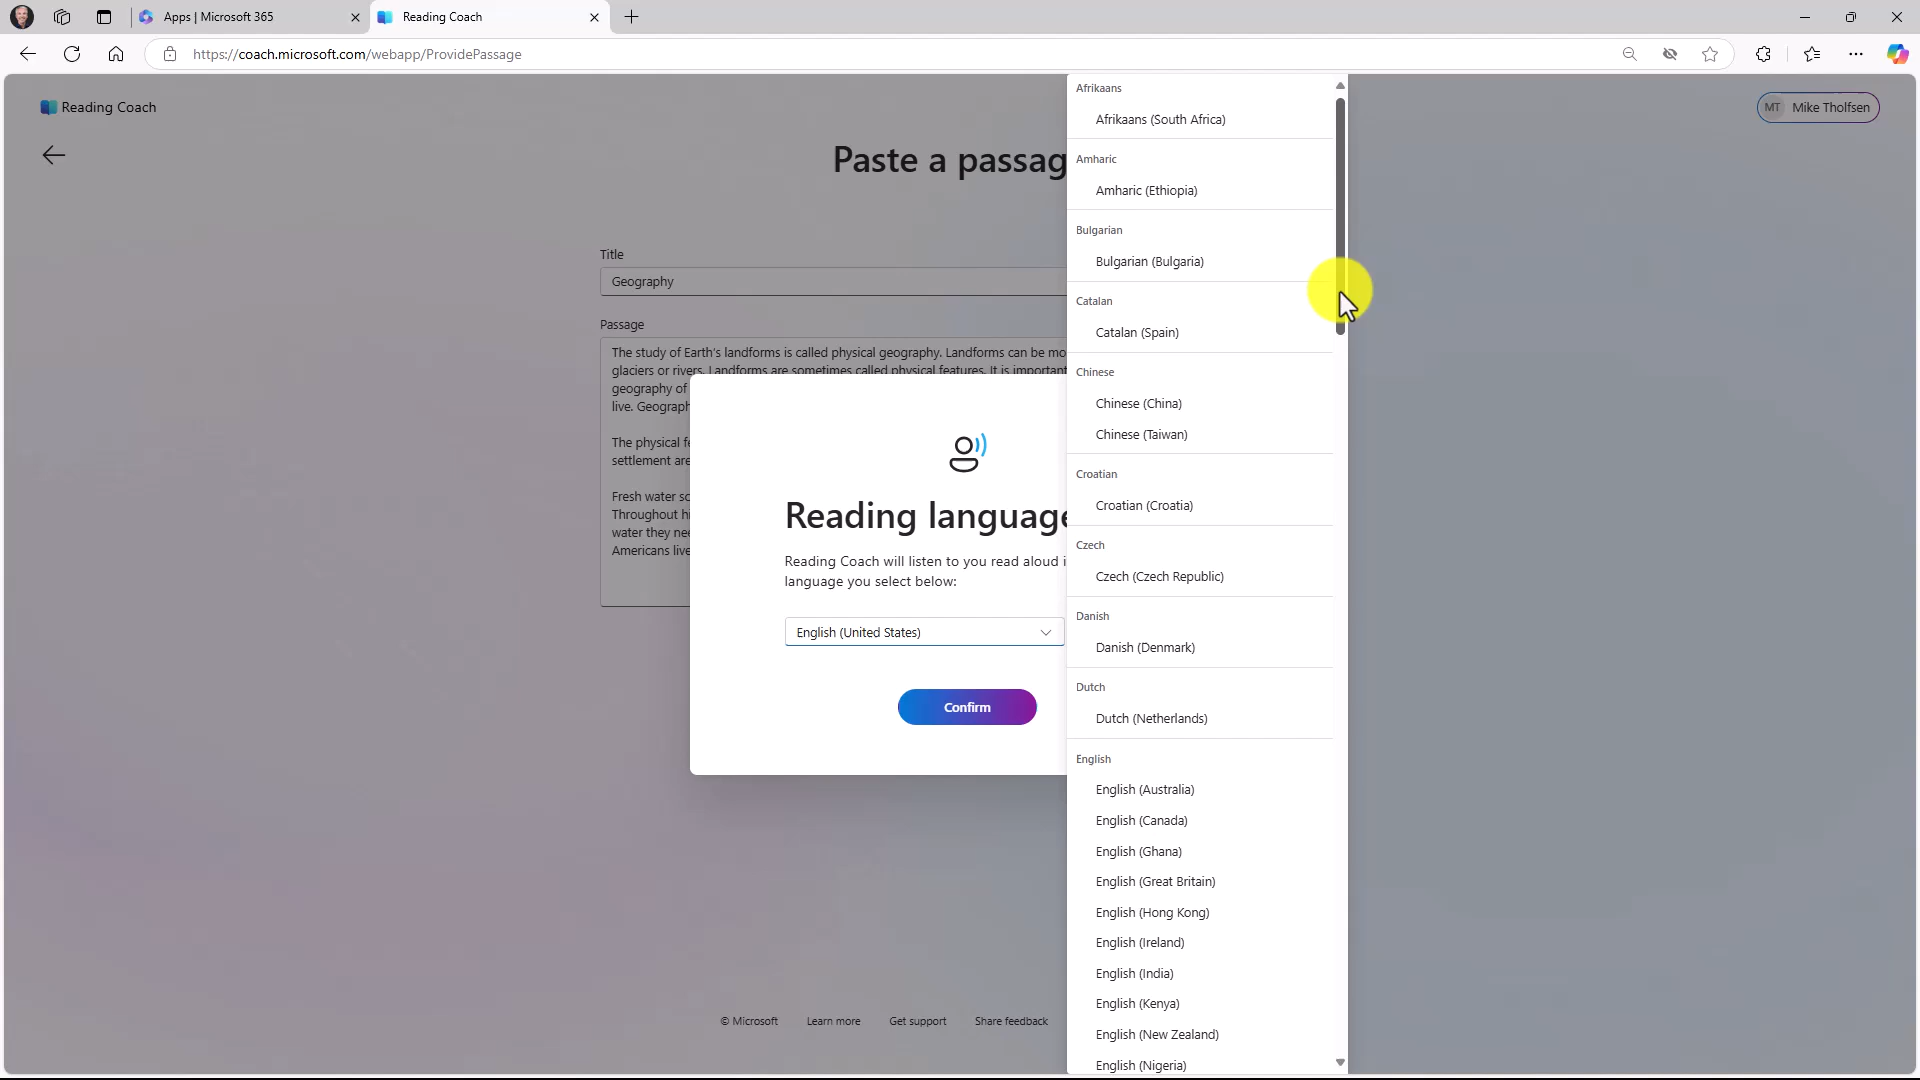 Apps | Microsoft 365
Reading Coach
https://coach.microsoft.com/webapp/ProvidePassage
Reading Coach
MT Mike Tholfsen
Paste a passag
Title
Geography
Passage
The study of Earth's landforms is called physical geography. Landforms can be mo
glaciers or rivers. Landforms are sometimes called physical features. It is important
geography of
live. Geograph
The physical fe
settlement are
Fresh water so
Throughout hi
water they nee
Americans live
Reading language
Reading Coach will listen to you read aloud i
language you select below:
English (United States)
Confirm
Afrikaans
Afrikaans (South Africa)
Amharic
Amharic (Ethiopia)
Bulgarian
Bulgarian (Bulgaria)
Catalan
Catalan (Spain)
Chinese
Chinese (China)
Chinese (Taiwan)
Croatian
Croatian (Croatia)
Czech
Czech (Czech Republic)
Danish
Danish (Denmark)
Dutch
Dutch (Netherlands)
English
English (Australia)
English (Canada)
English (Ghana)
English (Great Britain)
English (Hong Kong)
English (Ireland)
English (India)
English (Kenya)
English (New Zealand)
English (Nigeria)
© Microsoft Learn more Get support Share feedback